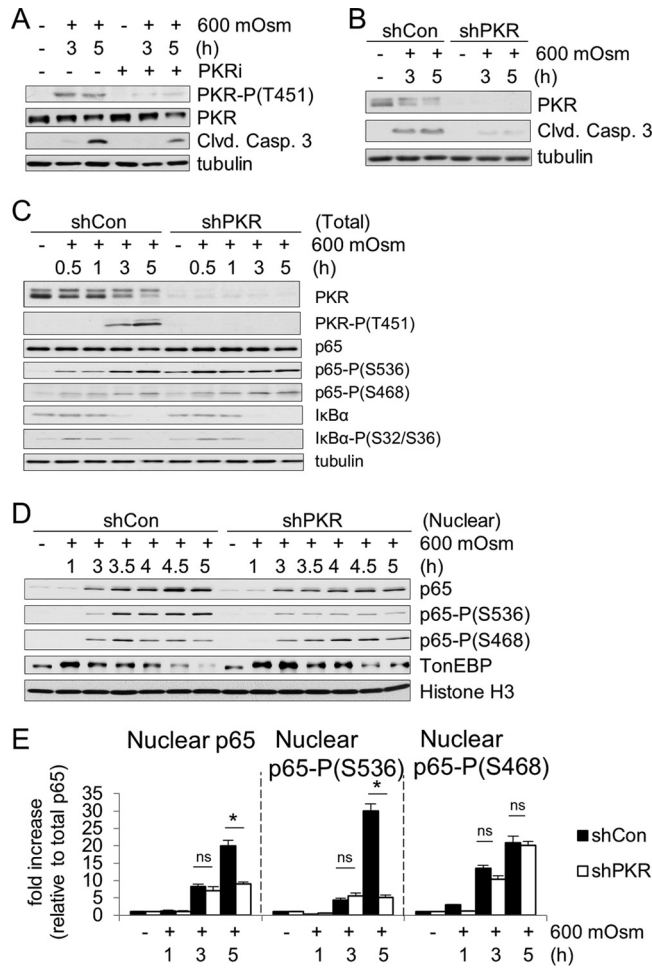 A
- + + - + + 600 mOsm
3 5 3 5 (h)
- - - + + + PKRi
PKR-P(T451)
PKR
Clvd. Casp. 3
tubulin
B
shCon shPKR
- + + - + + 600 mOsm
3 5 3 5 (h)
PKR
Clvd. Casp. 3
tubulin
C
shCon shPKR (Total)
- + + + + - + + + + 600 mOsm
0.5 1 3 5 0.5 1 3 5 (h)
PKR
PKR-P(T451)
p65
p65-P(S536)
p65-P(S468)
IκBα
IκBα-P(S32/S36)
tubulin
D
shCon shPKR (Nuclear)
- + + + + + + - + + + + + + 600 mOsm
1 3 3.5 4 4.5 5 1 3 3.5 4 4.5 5 (h)
p65
p65-P(S536)
p65-P(S468)
TonEBP
Histone H3
E
Nuclear p65
Nuclear
p65-P(S536)
Nuclear
p65-P(S468)
fold increase
(relative to total p65)
35
30
25
20
15
10
5
0
ns *
ns *
ns ns
shCon
shPKR
- + + + - + + + - + + + 600 mOsm
1 3 5 1 3 5 1 3 5 (h)